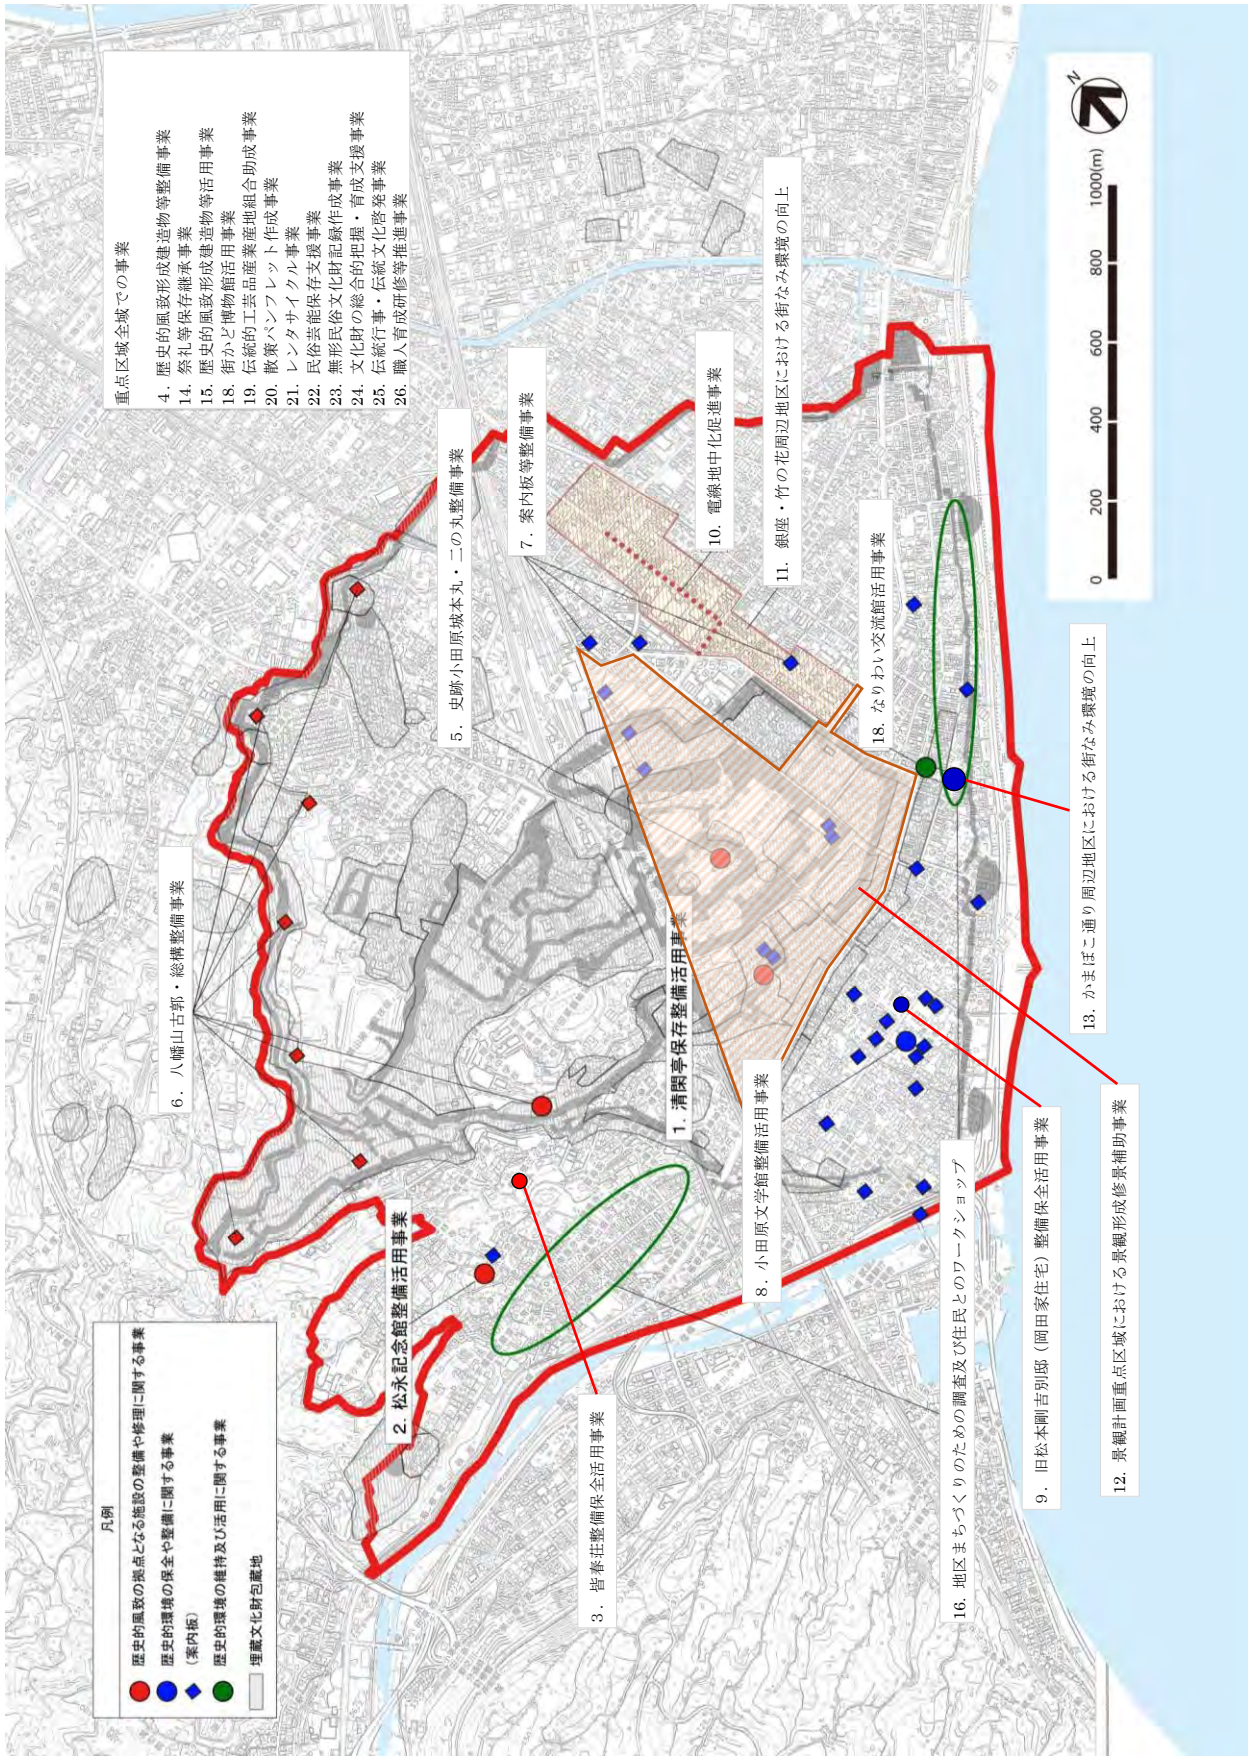 凡例
歴史的風致の拠点となる施設の整備や修理に関する事業
歴史的環境の保全や整備に関する事業
(案内板)
歴史的環境の維持及び活用に関する事業
埋蔵文化財包蔵地
重点区域全域での事業
4. 歴史的風致形成建造物等整備事業
14. 祭礼等保存継承事業
15. 歴史的風致形成建造物等活用事業
18. 街かど博物館活用事業
19. 伝統的工芸品産業産地組合助成事業
20. 散策パンフレット作成事業
21. レンタサイクル事業
22. 民俗芸能保存支援事業
23. 無形民俗文化財記録作成事業
24. 文化財の総合的把握・育成支援事業
25. 伝統行事・伝統文化啓発事業
26. 職人育成研修等推進事業
6. 八幡山古郭・総構整備事業
5. 史跡小田原城本丸・二の丸整備事業
7. 案内板等整備事業
10. 電線地中化促進事業
11. 銀座・竹の花周辺地区における街なみ環境の向上
2. 松永記念館整備活用事業
3. 皆春荘整備保全活用事業
1. 清閑亭保存整備活用事業
8. 小田原文学館整備活用事業
18. なりわい交流館活用事業
16. 地区まちづくりのための調査及び住民とのワークショップ
9. 旧松本剛吉別邸（岡田家住宅）整備保全活用事業
12. 景観計画重点区域における景観形成修景補助事業
13. かまぼこ通り周辺地区における街なみ環境の向上
N
0 200 400 600 800 1000(m)